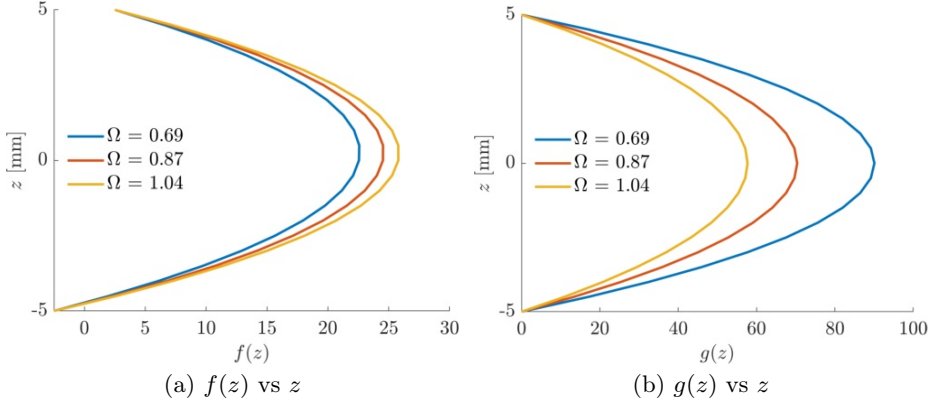 5
0
-5
z [mm]
Ω = 0.69
Ω = 0.87
Ω = 1.04
0 5 10 15 20 25 30
f(z)
(a) f(z) vs z
5
0
-5
z [mm]
Ω = 0.69
Ω = 0.87
Ω = 1.04
0 20 40 60 80 100
g(z)
(b) g(z) vs z